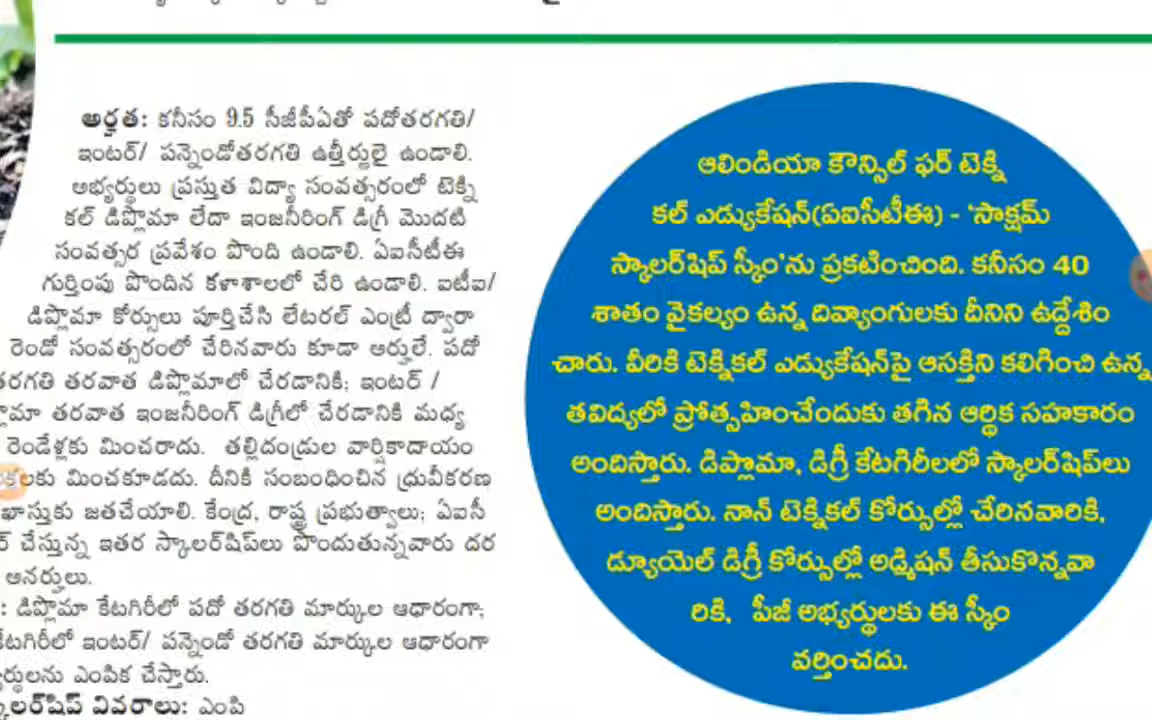 అర్హత: కనీసం 9.5 సీజీపీఏతో పదోతరగతి/
ఇంటర్/ పన్నెండోతరగతి ఉత్తీర్ణులై ఉండాలి.
అభ్యర్థులు ప్రస్తుత విద్యా సంవత్సరంలో టెక్ని
కల్ డిప్లొమా లేదా ఇంజనీరింగ్ డిగ్రీ మొదటి
సంవత్సర ప్రవేశం పొంది ఉండాలి. ఏఐసీటీఈ
గుర్తింపు పొందిన కళాశాలలో చేరి ఉండాలి. ఐటీఐ/
డిప్లొమా కోర్సులు పూర్తిచేసి లేటరల్ ఎంట్రీ ద్వారా
రెండో సంవత్సరంలో చేరినవారు కూడా అర్హులే. పదో
తరగతి తరవాత డిప్లొమాలో చేరడానికి; ఇంటర్ /
తరవాత ఇంజనీరింగ్ డిగ్రీలో చేరడానికి మధ్య
రెండేళ్లకు మించరాదు. తల్లిదండ్రుల వార్షికాదాయం
మించకూడదు. దీనికి సంబంధించిన ధ్రువీకరణ
జతచేయాలి. కేంద్ర, రాష్ట్ర ప్రభుత్వాలు; ఏఐసీ
చేస్తున్న ఇతర స్కాలర్‌షిప్‌లు పొందుతున్నవారు దర
అనర్హులు.
: డిప్లొమా కేటగిరీలో పదో తరగతి మార్కుల ఆధారంగా;
కేటగిరీలో ఇంటర్/ పన్నెండో తరగతి మార్కుల ఆధారంగా
ఎంపిక చేస్తారు.
వివరాలు: ఎంపి
ఆలిండియా కౌన్సిల్ ఫర్ టెక్ని
కల్ ఎడ్యుకేషన్(ఏఐసీటీఈ) - ‘సాక్షమ్
స్కాలర్‌షిప్ స్కీం’ను ప్రకటించింది. కనీసం 40
శాతం వైకల్యం ఉన్న దివ్యాంగులకు దీనిని ఉద్దేశిం
చారు. వీరికి టెక్నికల్ ఎడ్యుకేషన్‌పై ఆసక్తిని కలిగించి ఉన్న
తవిద్యలో ప్రోత్సహించేందుకు తగిన ఆర్థిక సహకారం
అందిస్తారు. డిప్లొమా, డిగ్రీ కేటగిరీలలో స్కాలర్‌షిప్‌లు
అందిస్తారు. నాన్ టెక్నికల్ కోర్సుల్లో చేరినవారికి,
డ్యూయెల్ డిగ్రీ కోర్సుల్లో అడ్మిషన్ తీసుకొన్నవా
రికి, పీజీ అభ్యర్థులకు ఈ స్కీం
వర్తించదు.